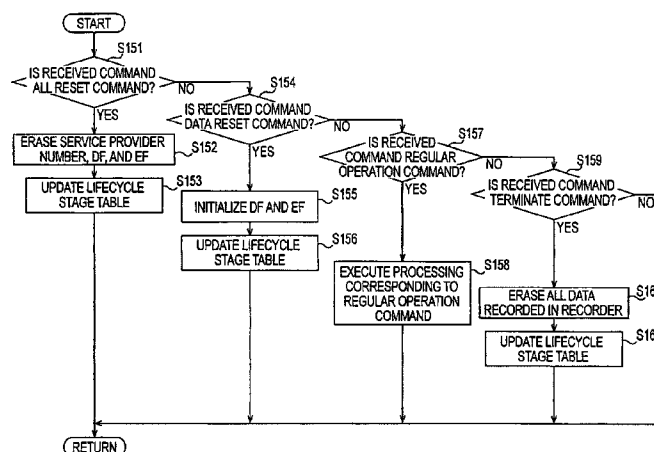 START
S151
IS RECEIVED COMMAND
ALL RESET COMMAND?
NO
YES
ERASE SERVICE PROVIDER
NUMBER, DF, AND EF
S152
UPDATE LIFECYCLE
STAGE TABLE
S153
S154
IS RECEIVED COMMAND
DATA RESET COMMAND?
NO
YES
INITIALIZE DF AND EF
S155
UPDATE LIFECYCLE
STAGE TABLE
S156
S157
IS RECEIVED
COMMAND REGULAR
OPERATION COMMAND?
NO
YES
EXECUTE PROCESSING
CORRESPONDING TO
REGULAR OPERATION
COMMAND
S158
S159
IS RECEIVED COMMAND
TERMINATE COMMAND?
NO
YES
ERASE ALL DATA
RECORDED IN RECORDER
S16
UPDATE LIFECYCLE
STAGE TABLE
S16
RETURN